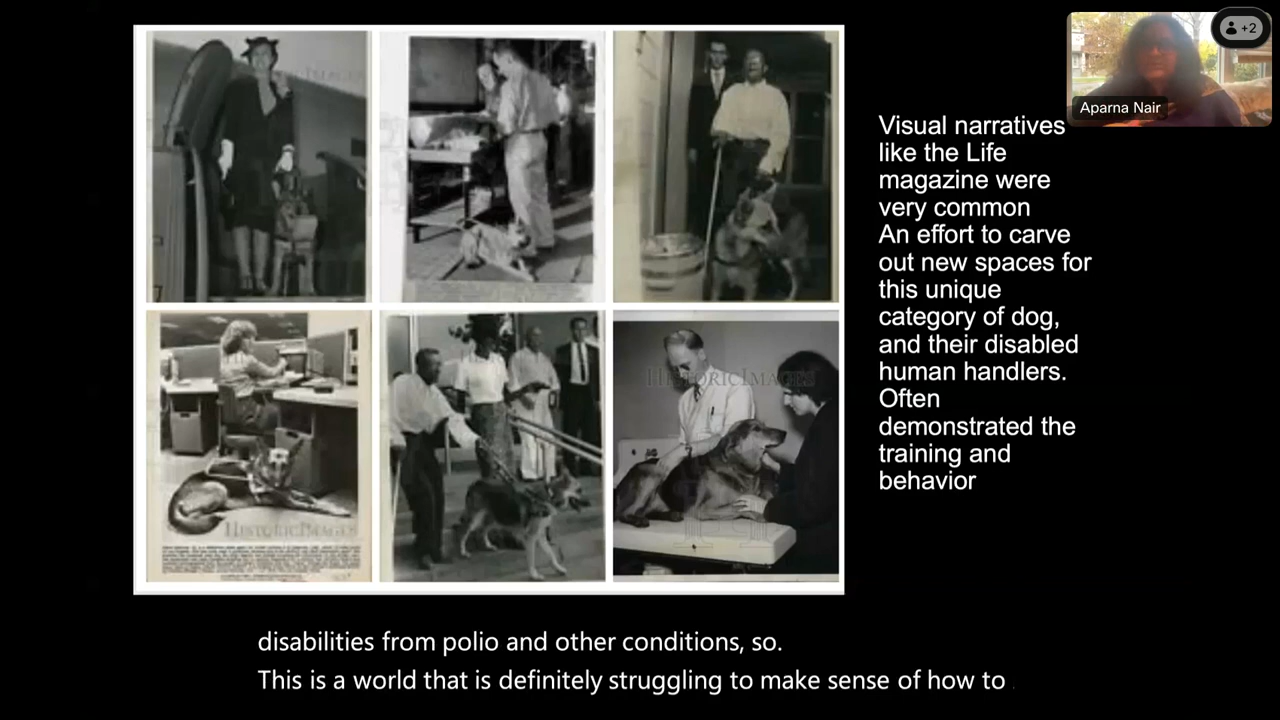 +2
Aparna Nair
Visual narratives
like the Life
magazine were
very common
An effort to carve
out new spaces for
this unique
category of dog,
and their disabled
human handlers.
Often
demonstrated the
training and
behavior
HISTORICIMAGES
HISTORICIMAGES
disabilities from polio and other conditions, so.
This is a world that is definitely struggling to make sense of how to